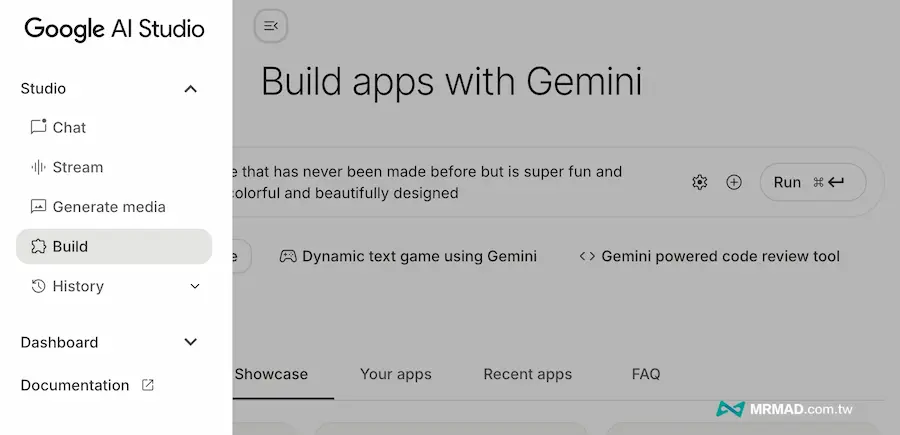 Google AI Studio
Studio
Chat
Stream
Generate media
Build
History
Dashboard
Documentation
Build apps with Gemini
that has never been made before but is super fun and
colorful and beautifully designed
Run ⌘
Dynamic text game using Gemini
<> Gemini powered code review tool
Showcase
Your apps
Recent apps
FAQ
MRMAD.com.tw